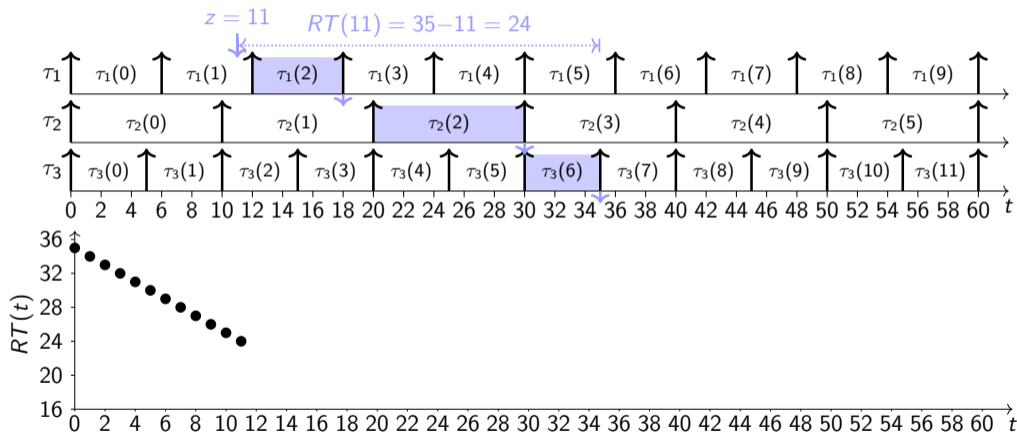 z = 11
RT(11) = 35−11 = 24
τ₁ τ₁(0) τ₁(1) τ₁(2) τ₁(3) τ₁(4) τ₁(5) τ₁(6) τ₁(7) τ₁(8) τ₁(9)
τ₂ τ₂(0) τ₂(1) τ₂(2) τ₂(3) τ₂(4) τ₂(5)
τ₃ τ₃(0) τ₃(1) τ₃(2) τ₃(3) τ₃(4) τ₃(5) τ₃(6) τ₃(7) τ₃(8) τ₃(9) τ₃(10) τ₃(11)
0 2 4 6 8 10 12 14 16 18 20 22 24 26 28 30 32 34 36 38 40 42 44 46 48 50 52 54 56 58 60 t
RT(t)
36
32
28
24
20
16
0 2 4 6 8 10 12 14 16 18 20 22 24 26 28 30 32 34 36 38 40 42 44 46 48 50 52 54 56 58 60 t